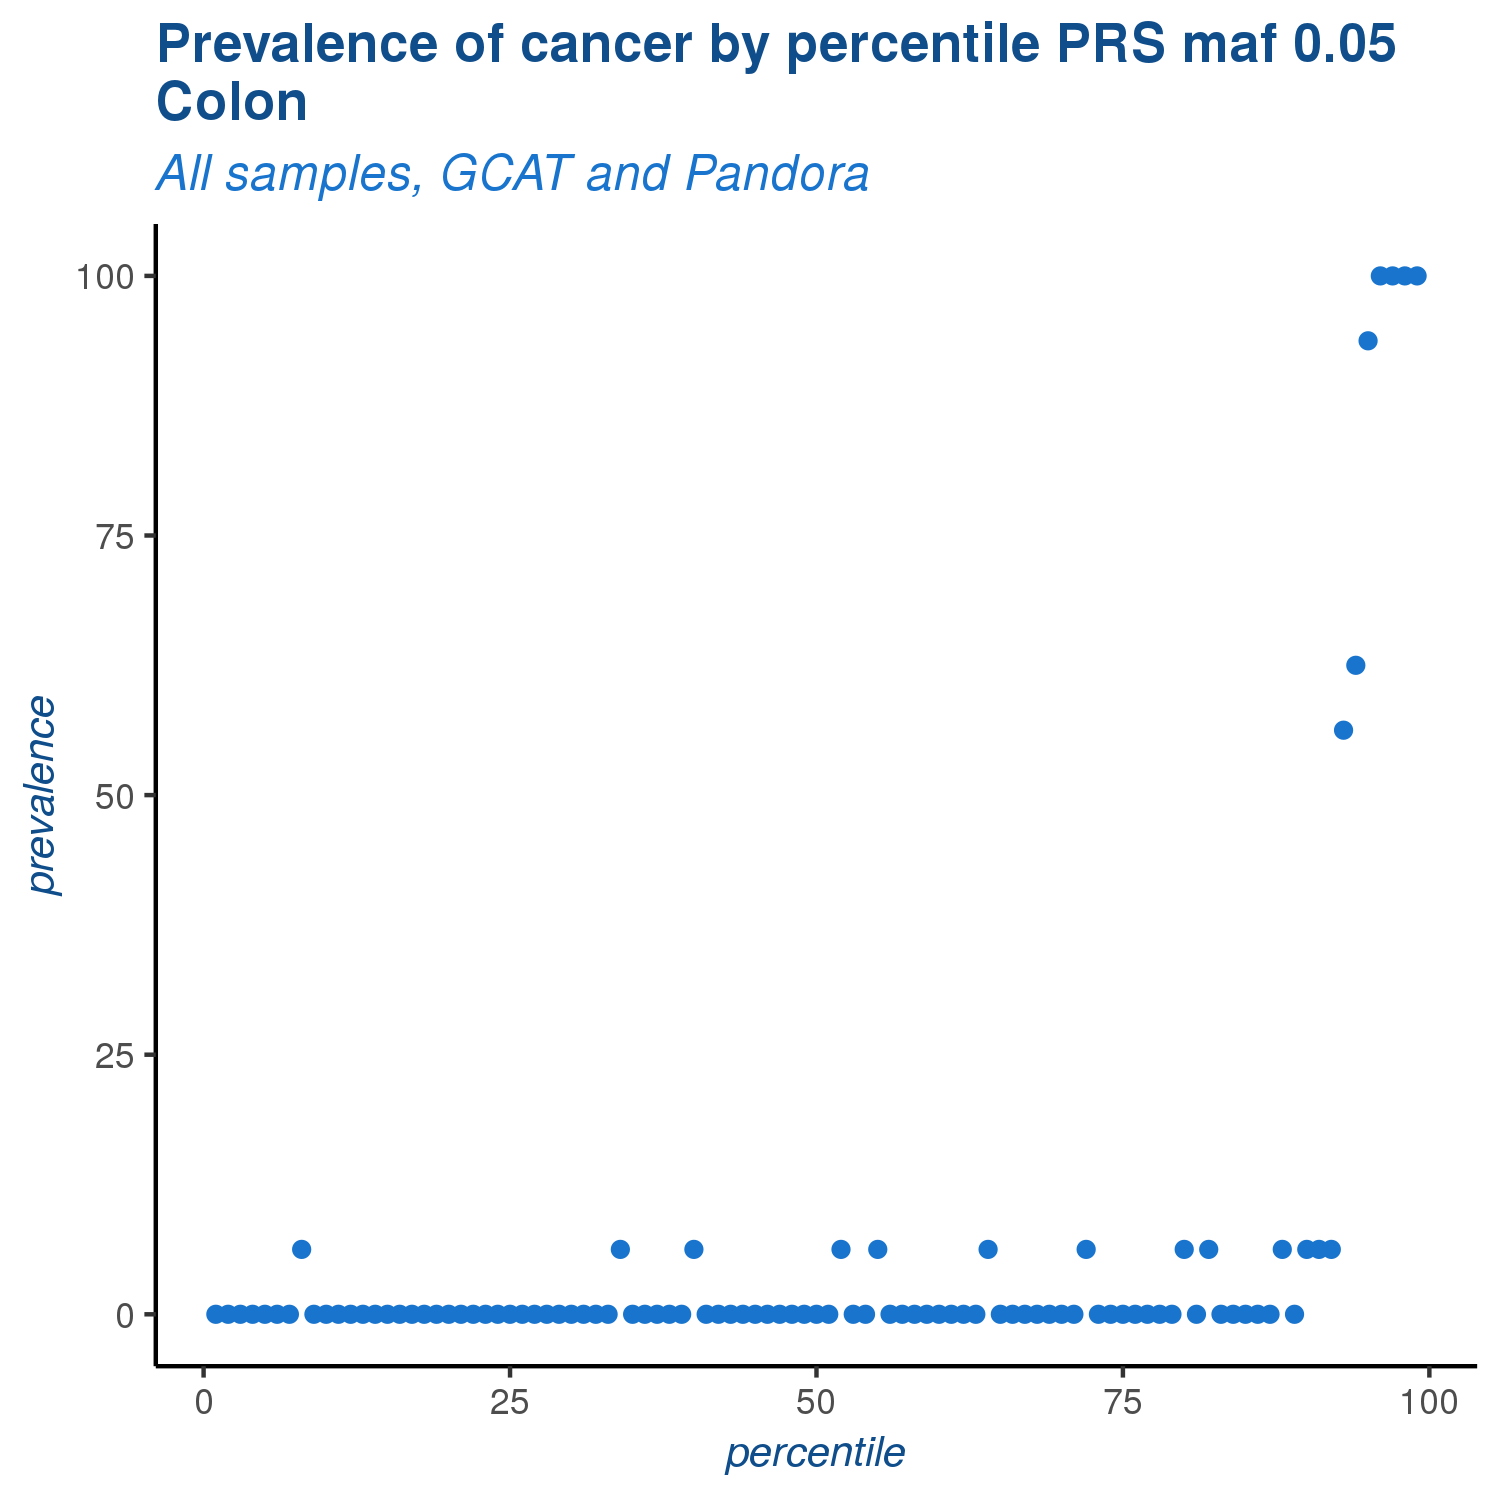 Prevalence of cancer by percentile PRS maf 0.05
Colon
All samples, GCAT and Pandora
100
75
50
25
0
prevalence
0 25 50 75 100
percentile